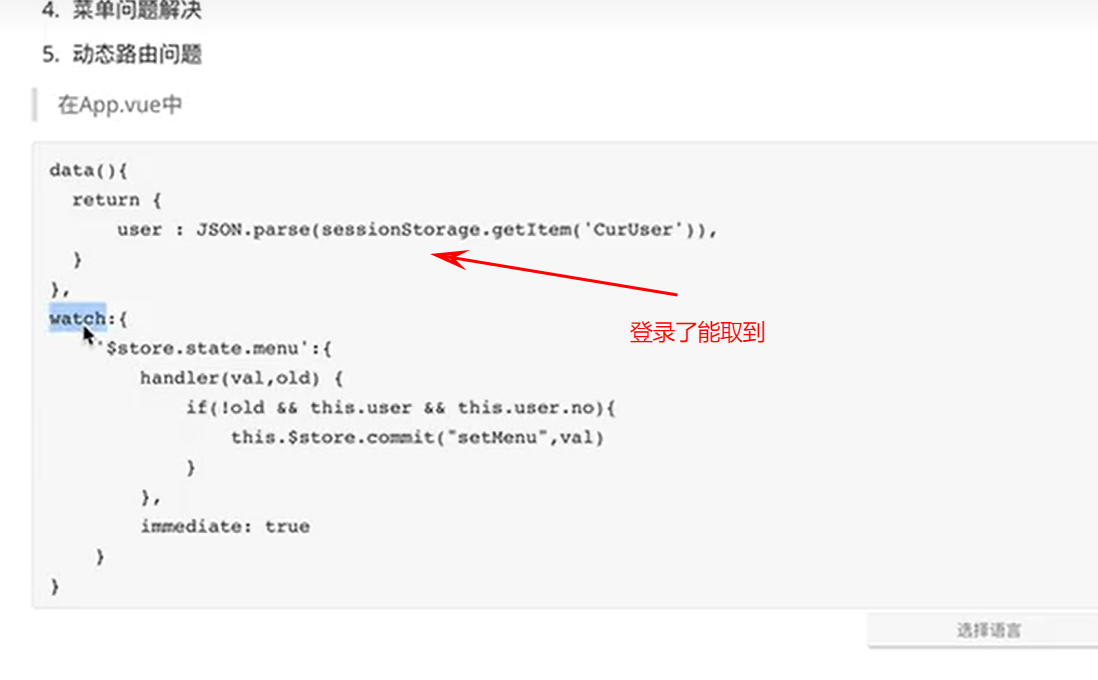 4. 菜单问题解决
5. 动态路由问题
在App.vue中
data(){
return {
user : JSON.parse(sessionStorage.getItem('CurUser')),
}
},
watch:{
'$store.state.menu':{
handler(val,old) {
if(!old && this.user && this.user.no){
this.$store.commit("setMenu",val)
}
},
immediate: true
}
}
登录了能取到
选择语言